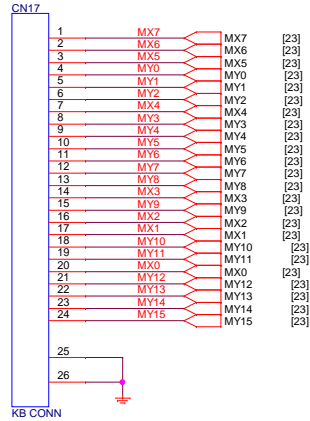 CN17
1 MX7 MX7 [23]
2 MX6 MX6 [23]
3 MX5 MX5 [23]
4 MY0 MY0 [23]
5 MY1 MY1 [23]
6 MY2 MY2 [23]
7 MX4 MX4 [23]
8 MY3 MY3 [23]
9 MY4 MY4 [23]
10 MY5 MY5 [23]
11 MY6 MY6 [23]
12 MY7 MY7 [23]
13 MY8 MY8 [23]
14 MX3 MX3 [23]
15 MY9 MY9 [23]
16 MX2 MX2 [23]
17 MX1 MX1 [23]
18 MY10 MY10 [23]
19 MY11 MY11 [23]
20 MX0 MX0 [23]
21 MY12 MY12 [23]
22 MY13 MY13 [23]
23 MY14 MY14 [23]
24 MY15 MY15 [23]
25
26
KB CONN